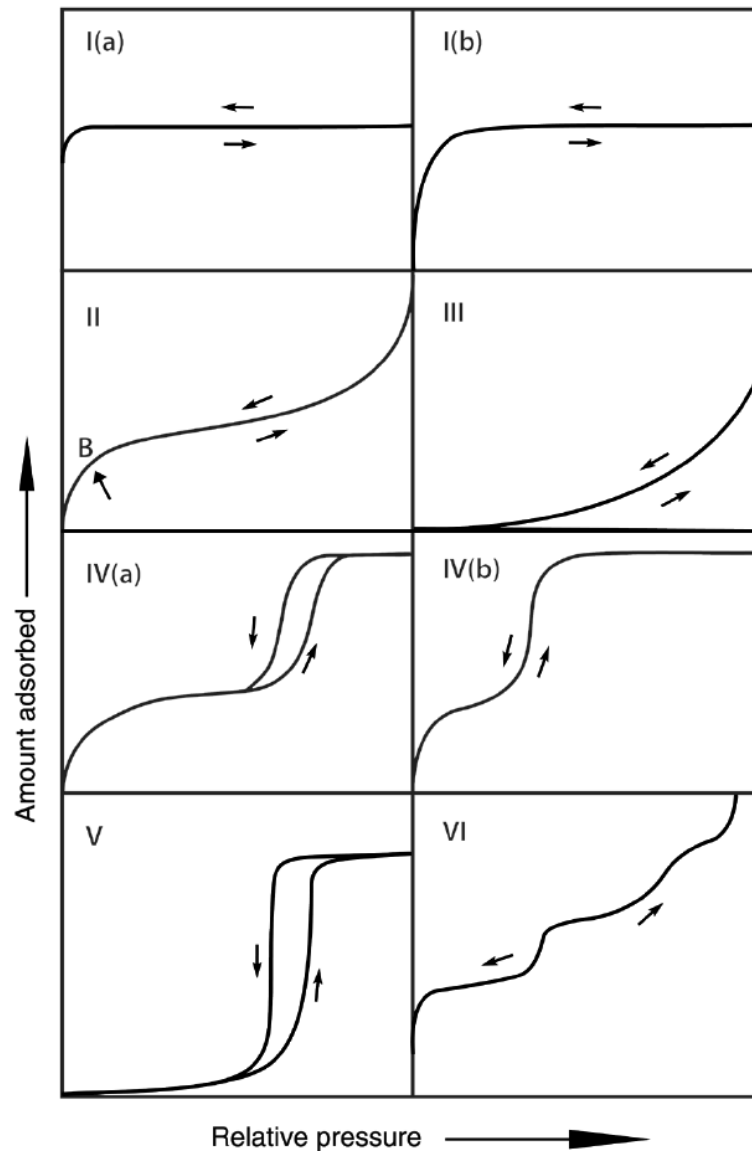 I(a)
I(b)
II
III
B
IV(a)
IV(b)
V
VI
Amount adsorbed
Relative pressure